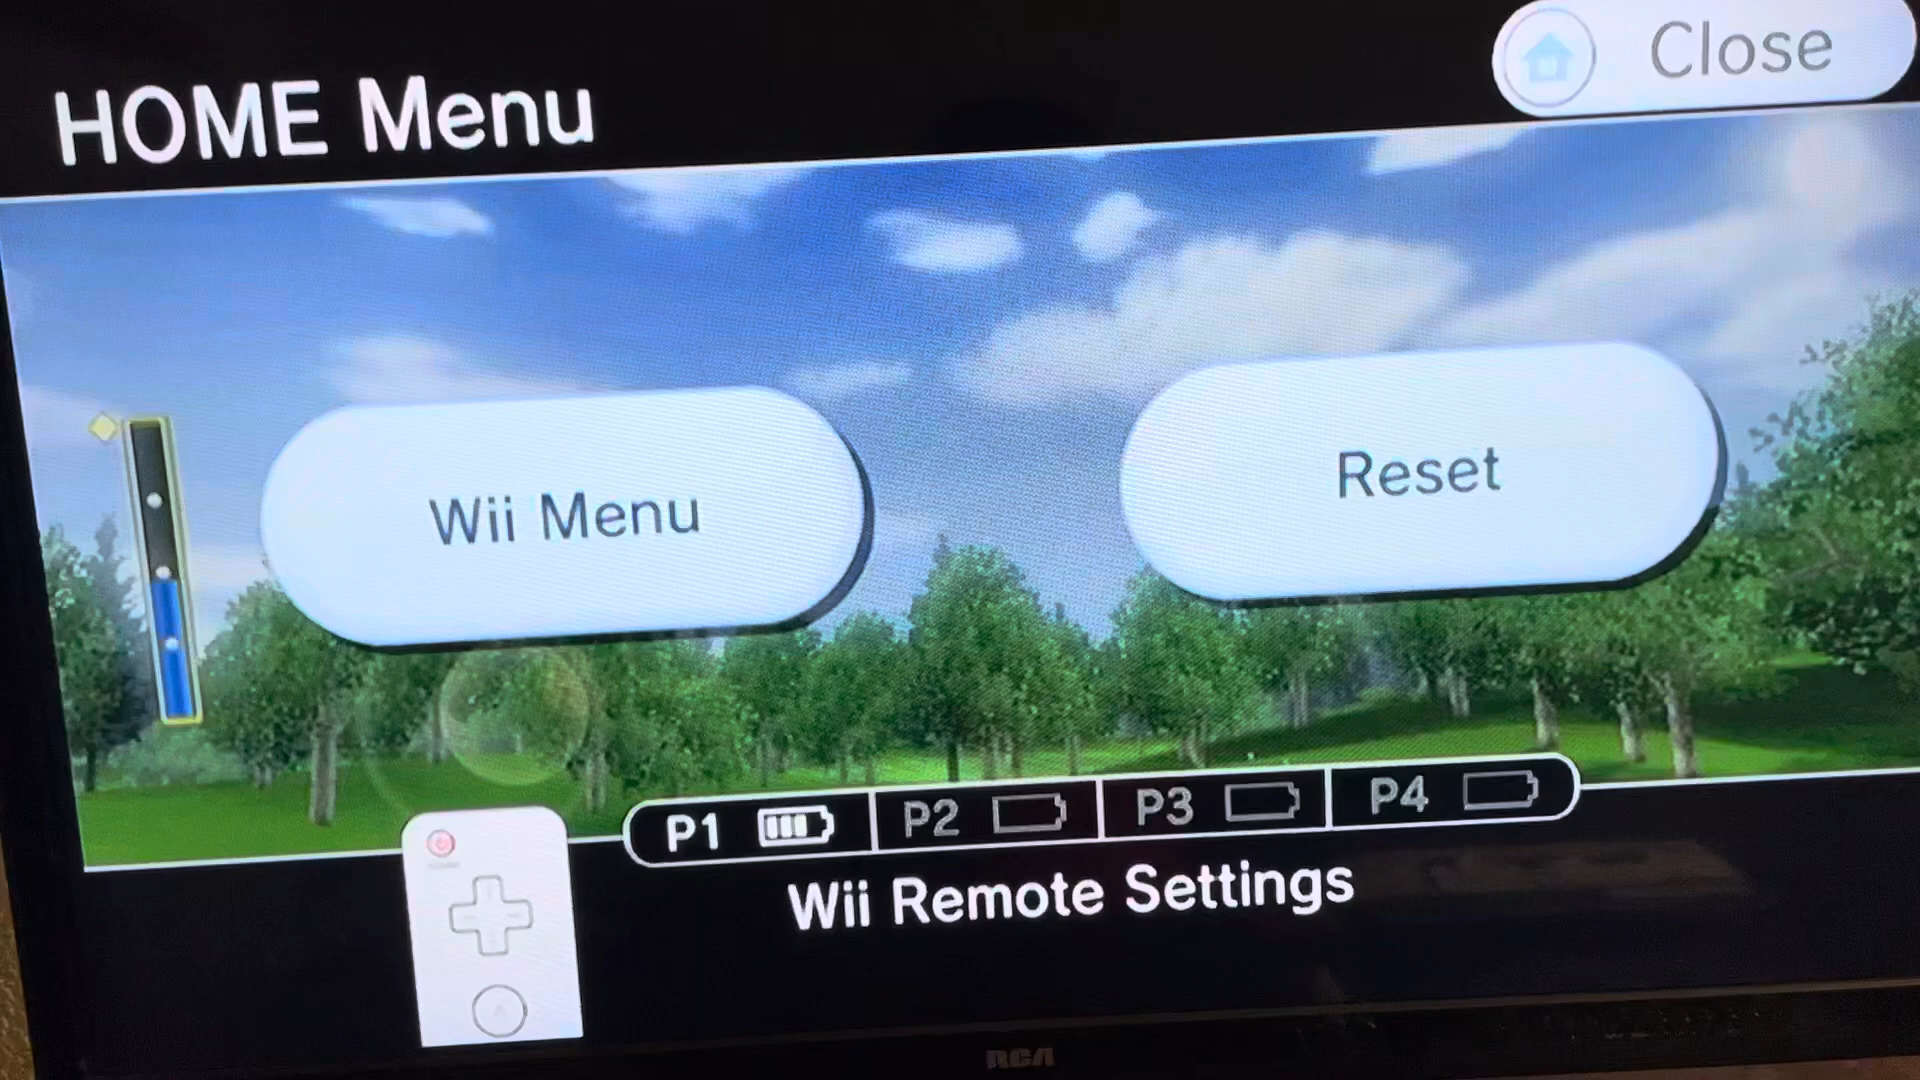 HOME Menu
Close
Wii Menu
Reset
P1
P2
P3
P4
Wii Remote Settings
RCA